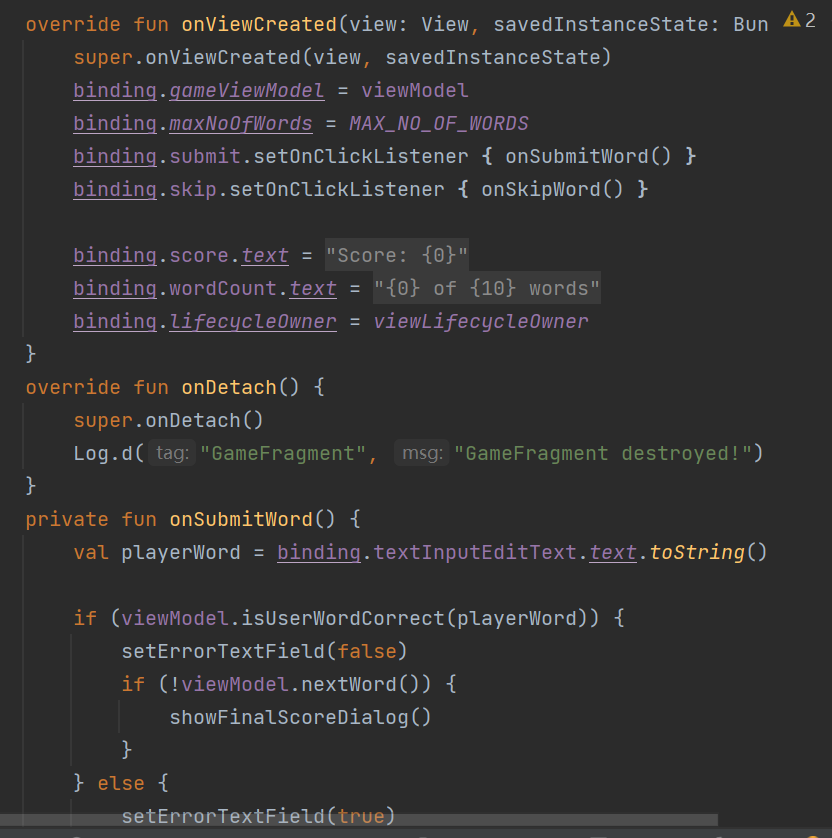 override fun onViewCreated(view: View, savedInstanceState: Bun 2
super.onViewCreated(view, savedInstanceState)
binding.gameViewModel = viewModel
binding.maxNoOfWords = MAX_NO_OF_WORDS
binding.submit.setOnClickListener { onSubmitWord() }
binding.skip.setOnClickListener { onSkipWord() }
binding.score.text = "Score: {0}"
binding.wordCount.text = "{0} of {10} words"
binding.lifecycleOwner = viewLifecycleOwner
}
override fun onDetach() {
super.onDetach()
Log.d( tag: "GameFragment", msg: "GameFragment destroyed!")
}
private fun onSubmitWord() {
val playerWord = binding.textInputEditText.text.toString()
if (viewModel.isUserWordCorrect(playerWord)) {
setErrorTextField(false)
if (!viewModel.nextWord()) {
showFinalScoreDialog()
}
} else {
setErrorTextField(true)